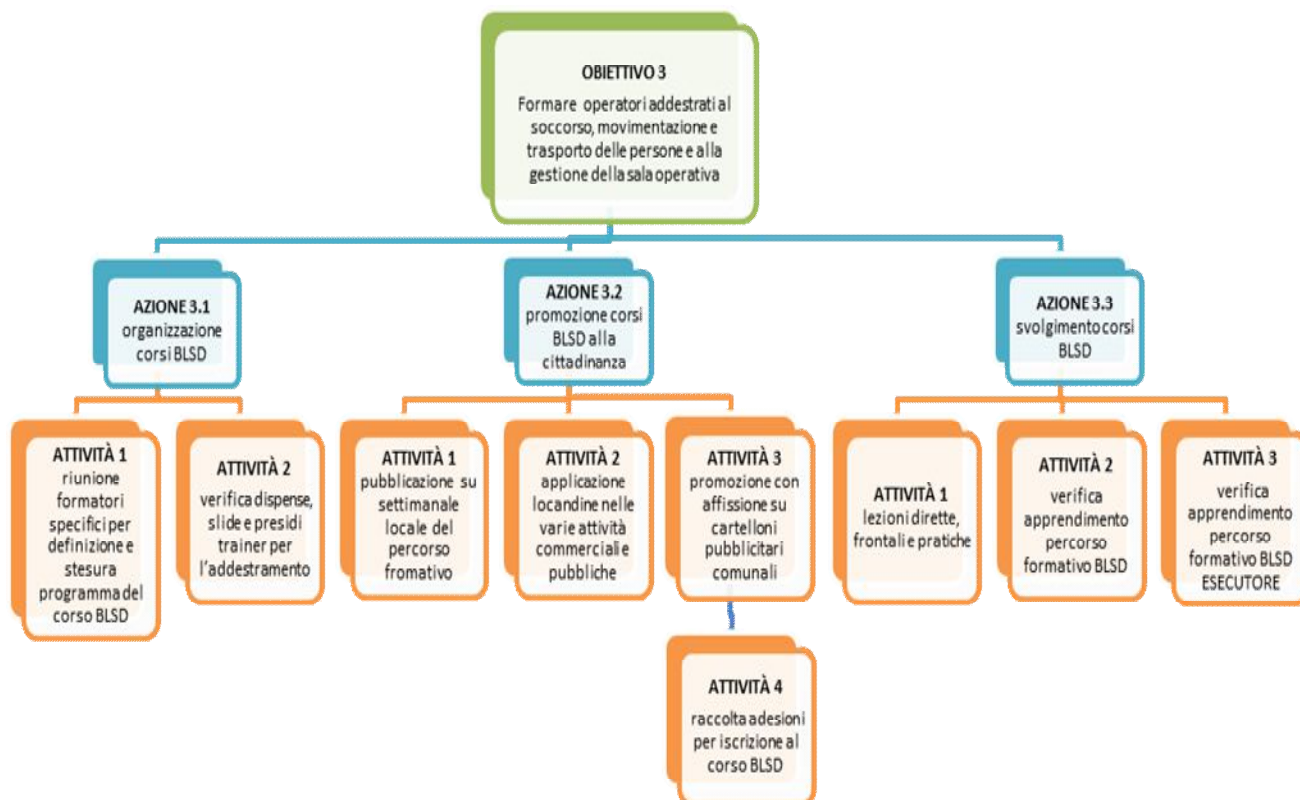 OBIETTIVO 3
Formare operatori addestrati al
soccorso, movimentazione e
trasporto delle persone e alla
gestione della sala operativa
AZIONE 3.1
organizzazione
corsi BLSD
AZIONE 3.2
promozione corsi
BLSD alla
cittadinanza
AZIONE 3.3
svolgimento corsi
BLSD
ATTIVITÀ 1
riunione
formatori
specifici per
definizione e
stesura
programma del
corso BLSD
ATTIVITÀ 2
verifica dispense,
slide e presidi
trainer per
l'addestramento
ATTIVITÀ 1
pubblicazione su
settimanale
locale del
percorso
fromativo
ATTIVITÀ 2
applicazione
locandine nelle
varie attività
commerciali e
pubbliche
ATTIVITÀ 3
promozione con
affissione su
cartelloni
pubblicitari
comunali
ATTIVITÀ 4
raccolta adesioni
per iscrizione al
corso BLSD
ATTIVITÀ 1
lezioni dirette,
frontali e pratiche
ATTIVITÀ 2
verifica
apprendimento
percorso
formativo BLSD
ATTIVITÀ 3
verifica
apprendimento
percorso
formativo BLSD
ESECUTORE